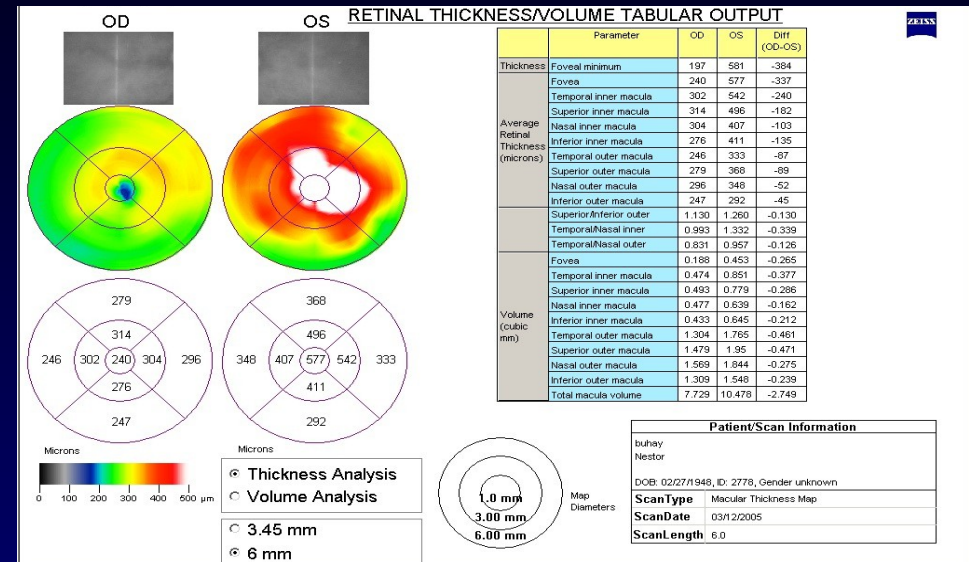 RETINAL THICKNESS/VOLUME TABULAR OUTPUT
ZEISS
OD OS
Parameter OD OS Diff (OD-OS)
Thickness Foveal minimum 197 581 -384
Average Retinal Thickness (microns)
Fovea 240 577 -337
Temporal inner macula 302 542 -240
Superior inner macula 314 496 -182
Nasal inner macula 304 407 -103
Inferior inner macula 276 411 -135
Temporal outer macula 246 333 -87
Superior outer macula 279 368 -89
Nasal outer macula 296 348 -52
Inferior outer macula 247 292 -45
Superior/Inferior outer 1.130 1.260 -0.130
Temporal/Nasal inner 0.993 1.332 -0.339
Temporal/Nasal outer 0.831 0.957 -0.126
Volume (cubic mm)
Fovea 0.188 0.453 -0.265
Temporal inner macula 0.474 0.851 -0.377
Superior inner macula 0.493 0.779 -0.286
Nasal inner macula 0.477 0.639 -0.162
Inferior inner macula 0.433 0.645 -0.212
Temporal outer macula 1.304 1.765 -0.461
Superior outer macula 1.479 1.95 -0.471
Nasal outer macula 1.569 1.844 -0.275
Inferior outer macula 1.309 1.548 -0.239
Total macula volume 7.729 10.478 -2.749
279
314
246 302 240 304 296
276
247
368
496
348 407 577 542 333
411
292
Microns
0 100 200 300 400 500 µm
Microns
Thickness Analysis
Volume Analysis
3.45 mm
6 mm
1.0 mm
3.00 mm
6.00 mm
Map
Diameters
Patient/Scan Information
buhay
Nestor
DOB: 02/27/1948, ID: 2778, Gender unknown
ScanType Macular Thickness Map
ScanDate 03/12/2005
ScanLength 6.0